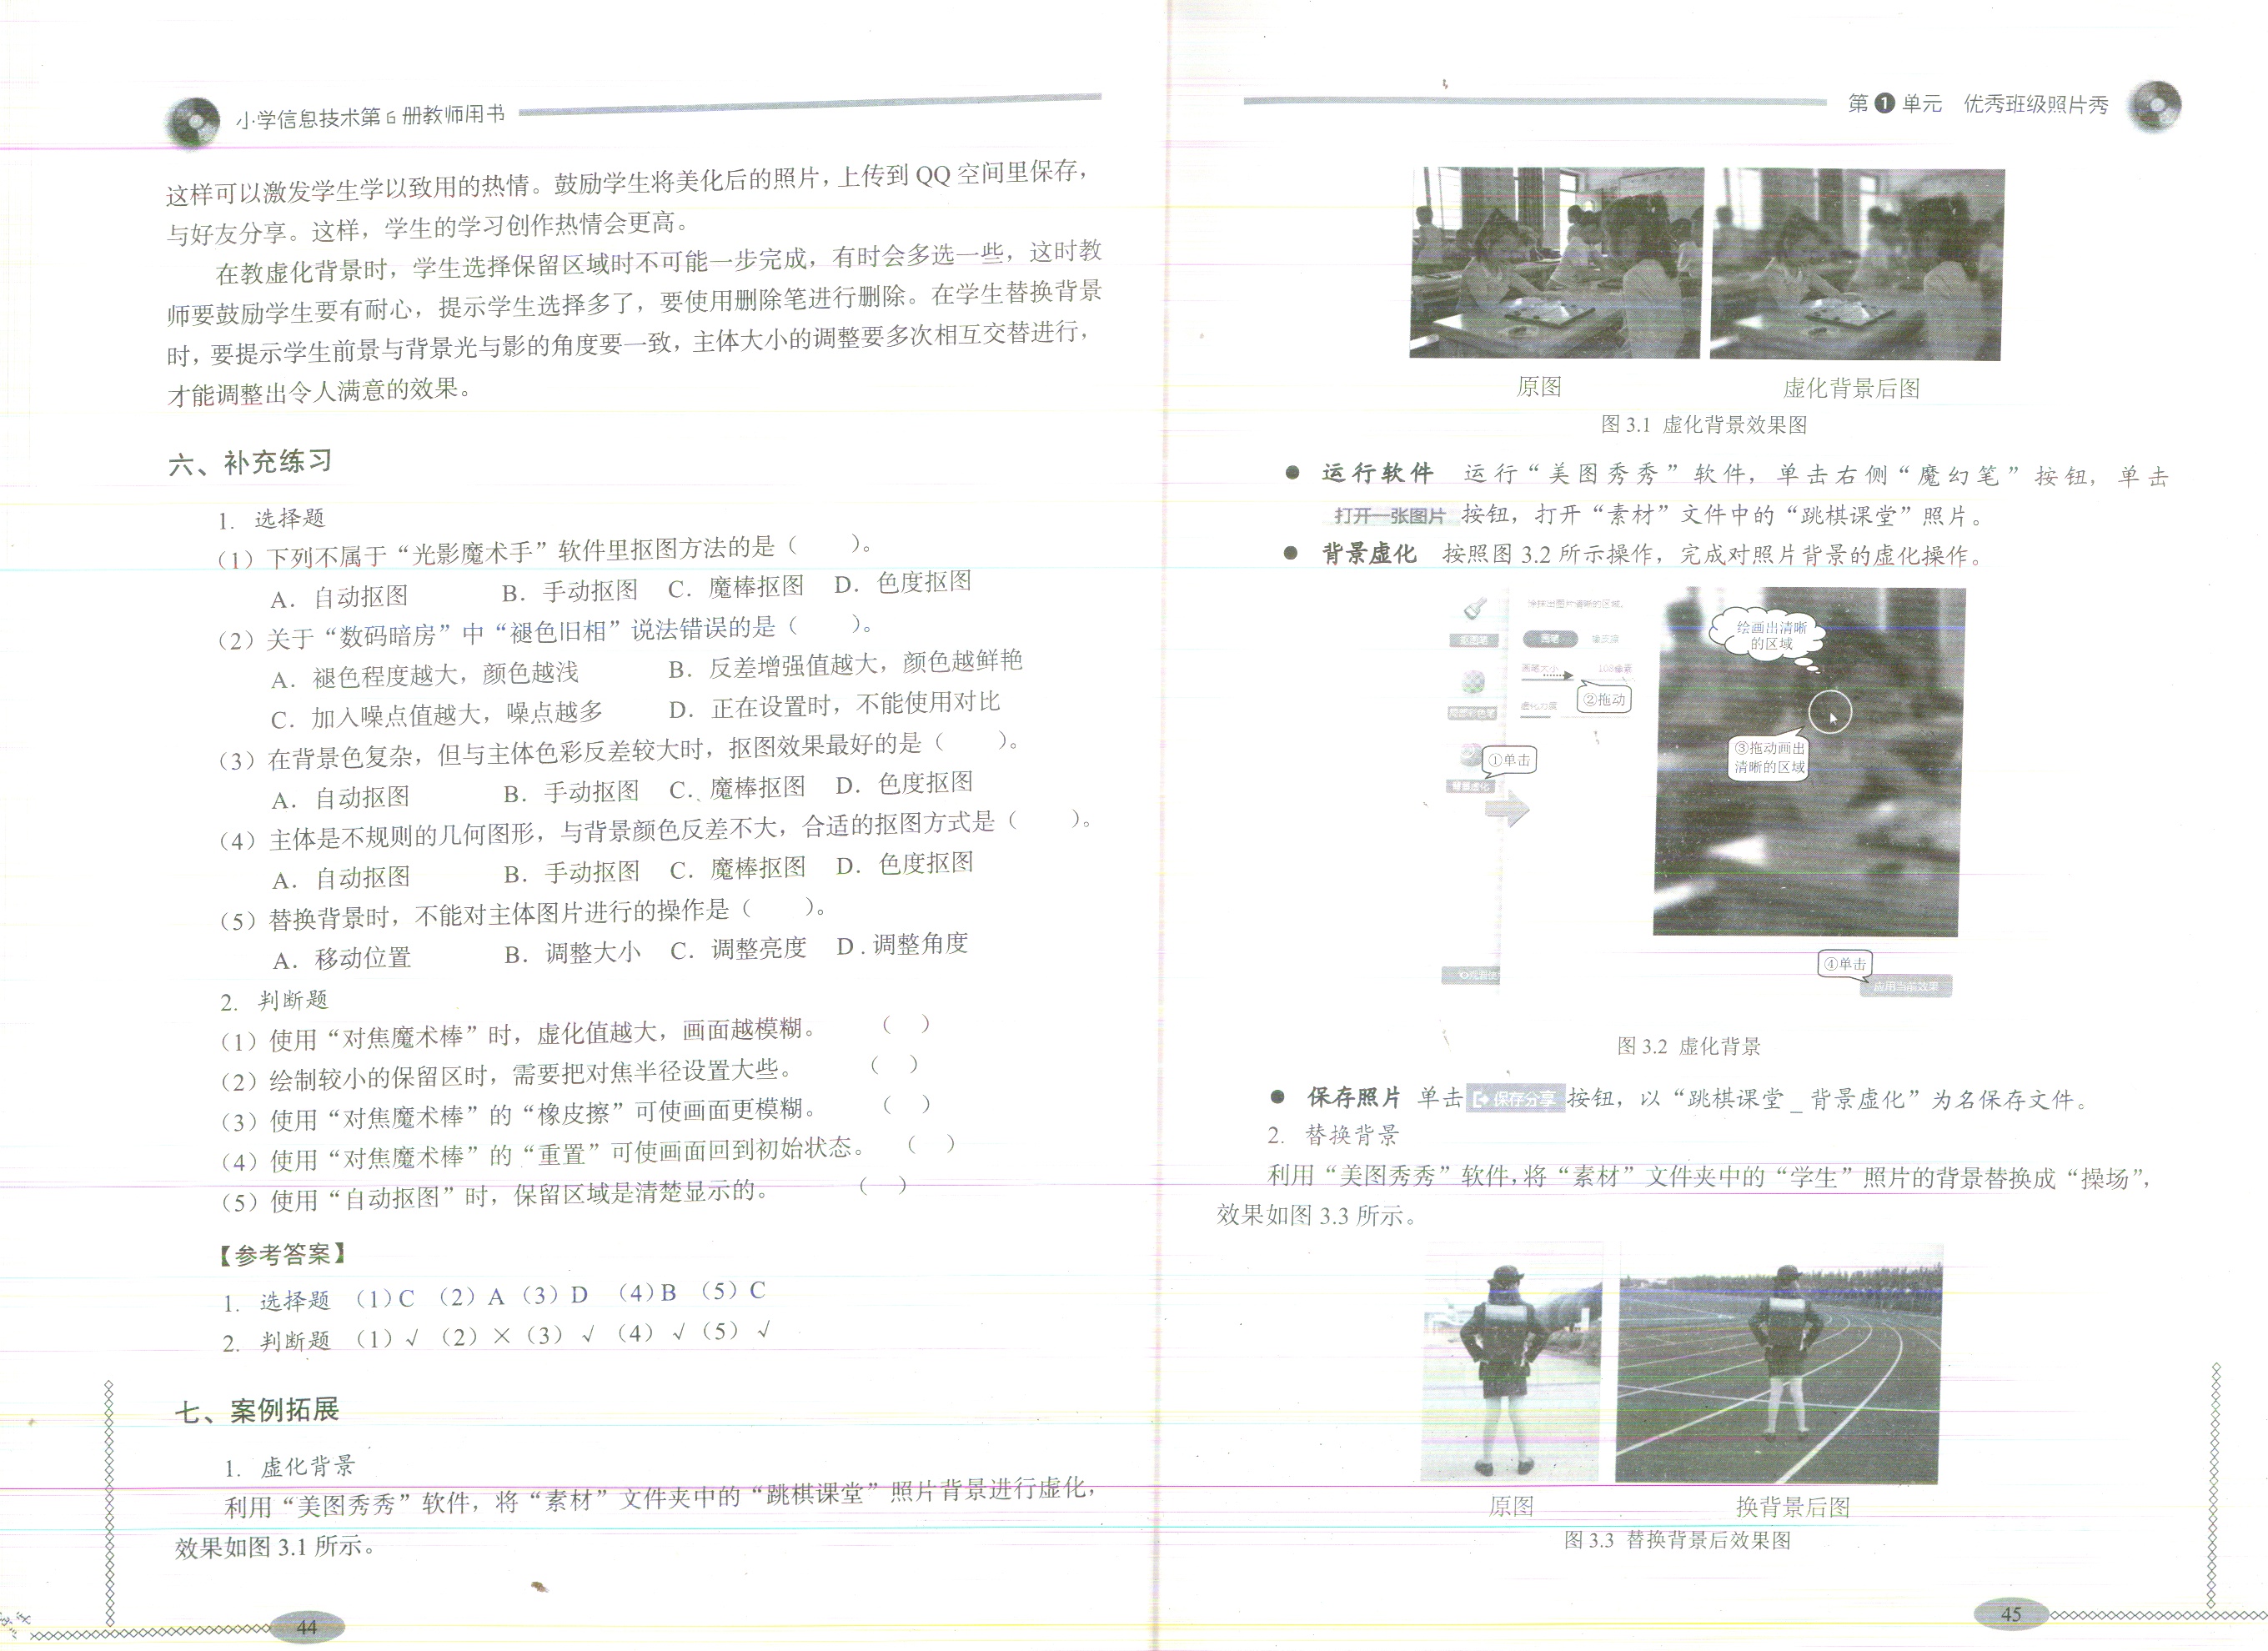 小学信息技术第6册教师用书
这样可以激发学生学以致用的热情。鼓励学生将美化后的照片，上传到 QQ 空间里保存，
与好友分享。这样，学生的学习创作热情会更高。
在教虚化背景时，学生选择保留区域时不可能一步完成，有时会多选一些，这时教
师要鼓励学生要有耐心，提示学生选择多了，要使用删除笔进行删除。在学生替换背景
时，要提示学生前景与背景光与影的角度要一致，主体大小的调整要多次相互交替进行，
才能调整出令人满意的效果。
六、补充练习
1. 选择题
（1）下列不属于“光影魔术手”软件里抠图方法的是（　　）。
A. 自动抠图　B. 手动抠图　C. 魔棒抠图　D. 色度抠图
（2）关于“数码暗房”中“褪色旧相”说法错误的是（　　）。
A. 褪色程度越大，颜色越浅　B. 反差增强值越大，颜色越鲜艳
C. 加入噪点值越大，噪点越多　D. 正在设置时，不能使用对比
（3）在背景色复杂，但与主体色彩反差较大时，抠图效果最好的是（　　）。
A. 自动抠图　B. 手动抠图　C. 魔棒抠图　D. 色度抠图
（4）主体是不规则的几何图形，与背景颜色反差不大，合适的抠图方式是（　　）。
A. 自动抠图　B. 手动抠图　C. 魔棒抠图　D. 色度抠图
（5）替换背景时，不能对主体图片进行的操作是（　　）。
A. 移动位置　B. 调整大小　C. 调整亮度　D . 调整角度
2. 判断题
（1）使用“对焦魔术棒”时，虚化值越大，画面越模糊。　（　）
（2）绘制较小的保留区时，需要把对焦半径设置大些。　（　）
（3）使用“对焦魔术棒”的“橡皮擦”可使画面更模糊。　（　）
（4）使用“对焦魔术棒”的“重置”可使画面回到初始状态。　（　）
（5）使用“自动抠图”时，保留区域是清楚显示的。　（　）
【参考答案】
1. 选择题　（1）C　（2）A　（3）D　（4）B　（5）C
2. 判断题　（1）√　（2）×（3）√　（4）√（5）√
七、案例拓展
1. 虚化背景
利用“美图秀秀”软件，将“素材”文件夹中的“跳棋课堂”照片背景进行虚化，
效果如图 3.1 所示。
44
第1单元　优秀班级照片秀
原图　虚化背景后图
图 3.1 虚化背景效果图
● 运行软件　运行“美图秀秀”软件，单击右侧“魔幻笔”按钮，单击
打开一张图片 按钮，打开“素材”文件中的“跳棋课堂”照片。
● 背景虚化　按照图 3.2 所示操作，完成对照片背景的虚化操作。
涂抹出图片清晰的区域。
抠图笔
画笔　橡皮擦
画笔大小　108像素
②拖动
虚化力度
①单击
背景虚化
绘画出清晰
的区域
③拖动画出
清晰的区域
④单击
应用当前效果
图 3.2 虚化背景
● 保存照片 单击 保存分享 按钮，以“跳棋课堂 _ 背景虚化”为名保存文件。
2. 替换背景
利用“美图秀秀”软件，将“素材”文件夹中的“学生”照片的背景替换成“操场”，
效果如图 3.3 所示。
原图　换背景后图
图 3.3 替换背景后效果图
45